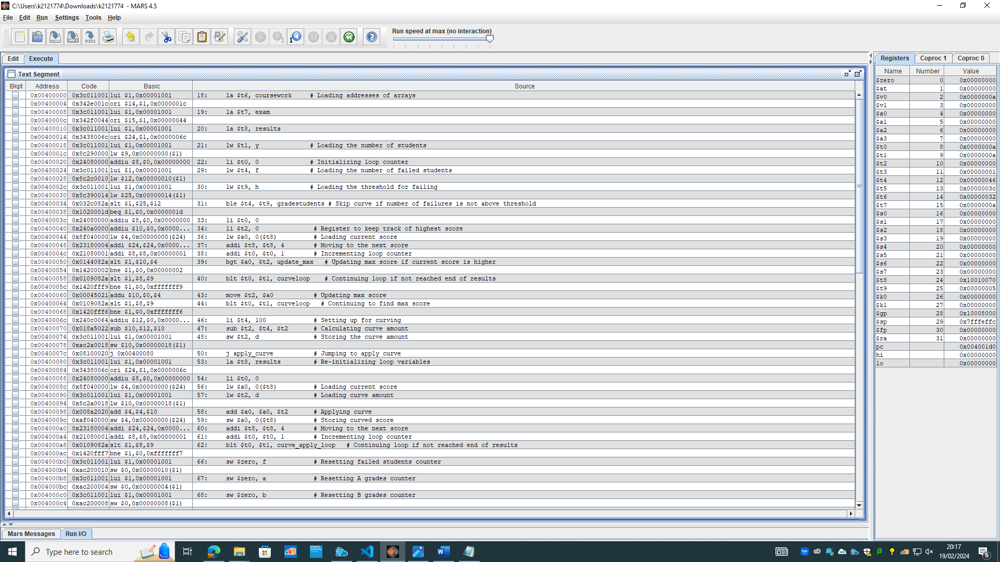 C:\Users\k2121774\Downloads\k2121774 - MARS 4.5
File Edit Run Settings Tools Help
Run speed at max (no interaction)
Edit Execute
Text Segment
Bkpt Address Code Basic Source
0x00400000 0x3c011001 lui $1,0x00001001 18: la $t6, coursework # Loading addresses of arrays
0x00400004 0x342e001c ori $14,$1,0x0000001c
0x00400008 0x3c011001 lui $1,0x00001001 19: la $t7, exam
0x0040000c 0x342f0044 ori $15,$1,0x00000044
0x00400010 0x3c011001 lui $1,0x00001001 20: la $t8, results
0x00400014 0x3438006c ori $24,$1,0x0000006c
0x00400018 0x3c011001 lui $1,0x00001001 21: lw $t1, y # Loading the number of students
0x0040001c 0x8c290000 lw $9,0x00000000($1)
0x00400020 0x24080000 addiu $8,$0,0x00000000 22: li $t0, 0 # Initializing loop counter
0x00400024 0x3c011001 lui $1,0x00001001 29: lw $t4, f # Loading the number of failed students
0x00400028 0x8c2c0010 lw $12,0x00000010($1)
0x0040002c 0x3c011001 lui $1,0x00001001 30: lw $t9, h # Loading the threshold for failing
0x00400030 0x8c390014 lw $25,0x00000014($1)
0x00400034 0x032c082a slt $1,$25,$12 31: ble $t4, $t9, gradestudents # Skip curve if number of failures is not above threshold
0x00400038 0x1020001d beq $1,$0,0x0000001d
0x0040003c 0x24080000 addiu $8,$0,0x00000000 33: li $t0, 0
0x00400040 0x240a0000 addiu $10,$0,0x0000... 34: li $t2, 0 # Register to keep track of highest score
0x00400044 0x8f040000 lw $4,0x00000000($24) 36: lw $a0, 0($t8) # Loading current score
0x00400048 0x23180004 addi $24,$24,0x0000... 37: addi $t8, $t8, 4 # Moving to the next score
0x0040004c 0x21080001 addi $8,$8,0x00000001 38: addi $t0, $t0, 1 # Incrementing loop counter
0x00400050 0x0144082a slt $1,$10,$4 39: bgt $a0, $t2, update_max # Updating max score if current score is higher
0x00400054 0x14200002 bne $1,$0,0x00000002
0x00400058 0x0109082a slt $1,$8,$9 40: blt $t0, $t1, curveloop # Continuing loop if not reached end of results
0x0040005c 0x1420fff9 bne $1,$0,0xfffffff9
0x00400060 0x00045021 addu $10,$0,$4 43: move $t2, $a0 # Updating max score
0x00400064 0x0109082a slt $1,$8,$9 44: blt $t0, $t1, curveloop # Continuing to find max score
0x00400068 0x1420fff6 bne $1,$0,0xfffffff6
0x0040006c 0x240c0064 addiu $12,$0,0x0000... 46: li $t4, 100 # Setting up for curving
0x00400070 0x018a5022 sub $10,$12,$10 47: sub $t2, $t4, $t2 # Calculating curve amount
0x00400074 0x3c011001 lui $1,0x00001001 48: sw $t2, d # Storing the curve amount
0x00400078 0xac2a0018 sw $10,0x00000018($1)
0x0040007c 0x08100020 j 0x00400080 50: j apply_curve # Jumping to apply curve
0x00400080 0x3c011001 lui $1,0x00001001 53: la $t8, results # Re-initializing loop variables
0x00400084 0x3438006c ori $24,$1,0x0000006c
0x00400088 0x24080000 addiu $8,$0,0x00000000 54: li $t0, 0
0x0040008c 0x8f040000 lw $4,0x00000000($24) 56: lw $a0, 0($t8) # Loading current score
0x00400090 0x3c011001 lui $1,0x00001001 57: lw $t2, d # Loading curve amount
0x00400094 0x8c2a0018 lw $10,0x00000018($1)
0x00400098 0x008a2020 add $4,$4,$10 58: add $a0, $a0, $t2 # Applying curve
0x0040009c 0xaf040000 sw $4,0x00000000($24) 59: sw $a0, 0($t8) # Storing curved score
0x004000a0 0x23180004 addi $24,$24,0x0000... 60: addi $t8, $t8, 4 # Moving to the next score
0x004000a4 0x21080001 addi $8,$8,0x00000001 61: addi $t0, $t0, 1 # Incrementing loop counter
0x004000a8 0x0109082a slt $1,$8,$9 62: blt $t0, $t1, curve_apply_loop # Continuing loop if not reached end of results
0x004000ac 0x1420fff7 bne $1,$0,0xfffffff7
0x004000b0 0x3c011001 lui $1,0x00001001 66: sw $zero, f # Resetting failed students counter
0x004000b4 0xac200010 sw $0,0x00000010($1)
0x004000b8 0x3c011001 lui $1,0x00001001 67: sw $zero, a # Resetting A grades counter
0x004000bc 0xac200004 sw $0,0x00000004($1)
0x004000c0 0x3c011001 lui $1,0x00001001 68: sw $zero, b # Resetting B grades counter
0x004000c4 0xac200008 sw $0,0x00000008($1)
Mars Messages Run I/O
Registers Coproc 1 Coproc 0
Name Number Value
$zero 0 0x00000000
$at 1 0x00000000
$v0 2 0x0000000a
$v1 3 0x00000000
$a0 4 0x00000000
$a1 5 0x00000000
$a2 6 0x00000000
$a3 7 0x00000000
$t0 8 0x0000000a
$t1 9 0x0000000a
$t2 10 0x00000000
$t3 11 0x00000001
$t4 12 0x00000046
$t5 13 0x0000003c
$t6 14 0x00000032
$t7 15 0x0000000a
$s0 16 0x00000000
$s1 17 0x00000000
$s2 18 0x00000000
$s3 19 0x00000000
$s4 20 0x00000000
$s5 21 0x00000000
$s6 22 0x00000000
$s7 23 0x00000000
$t8 24 0x10010070
$t9 25 0x00000005
$k0 26 0x00000000
$k1 27 0x00000000
$gp 28 0x10008000
$sp 29 0x7fffeffc
$fp 30 0x00000000
$ra 31 0x00000000
pc 0x004001d0
hi 0x00000000
lo 0x00000000
Type here to search
20:17
19/02/2024
6